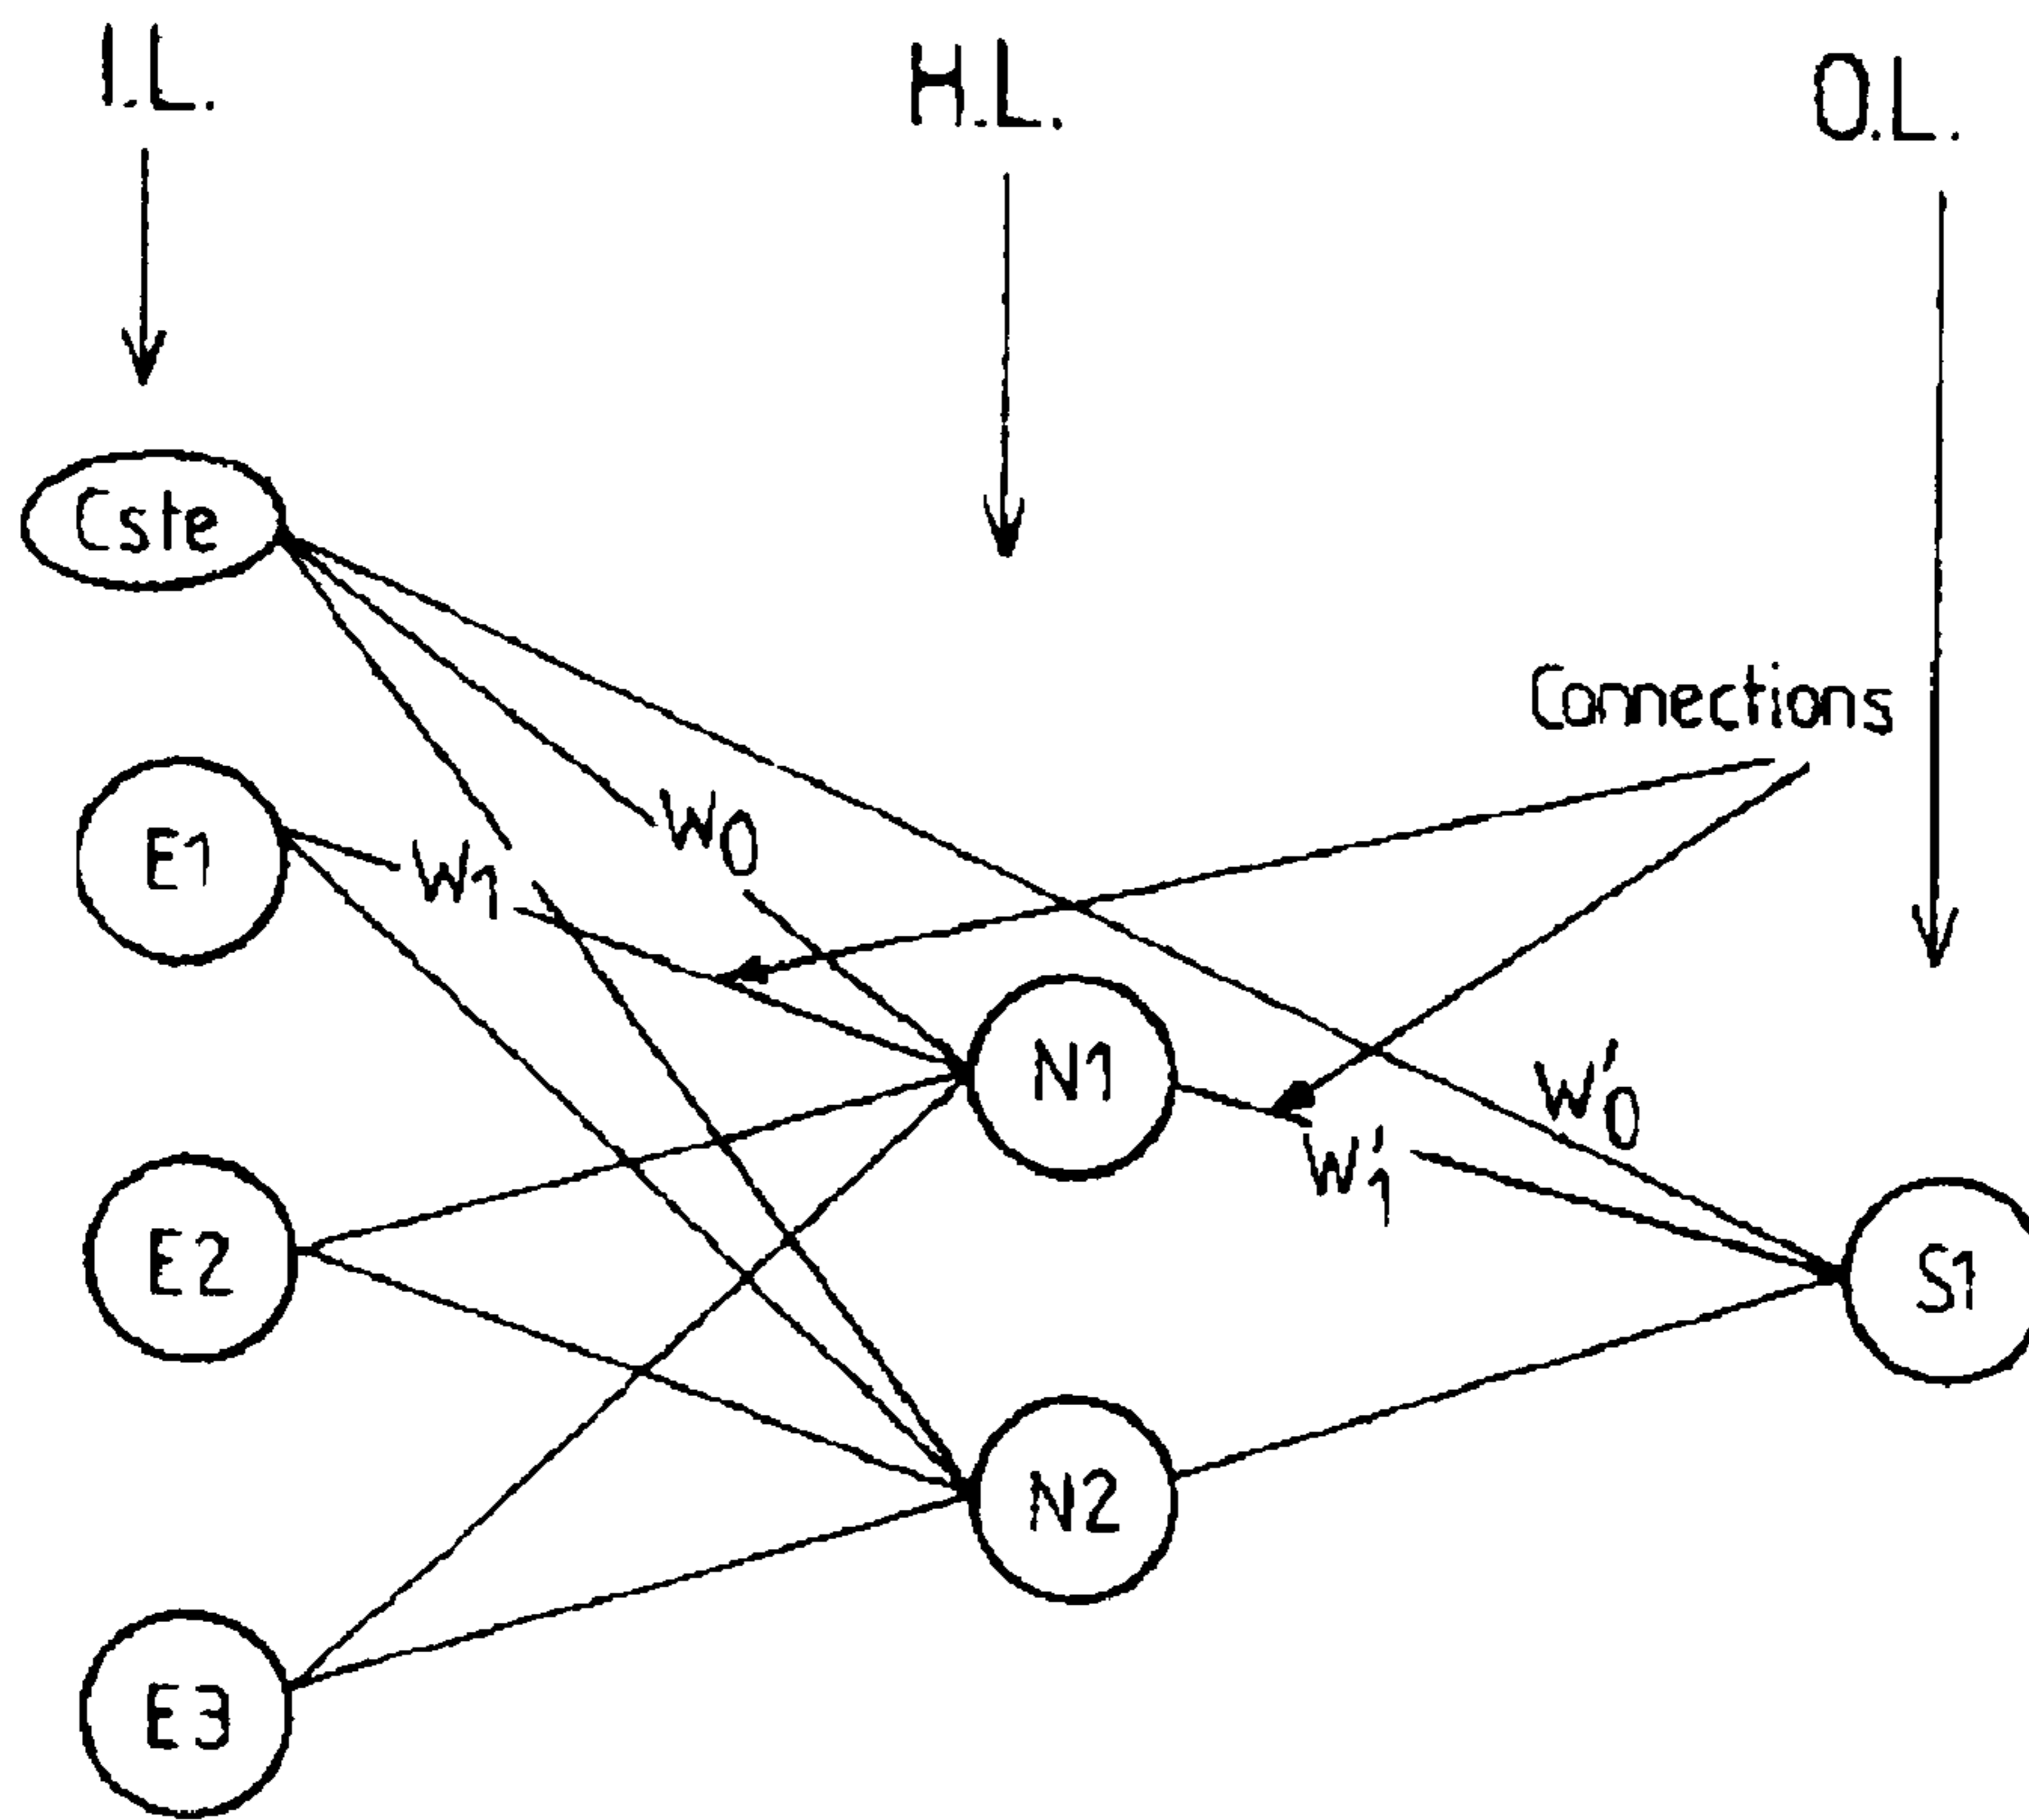 I.L.
H.L.
O.L.
Cste
Connections
W0
E1
W1
N1
W'0
W'1
E2
S1
N2
E3